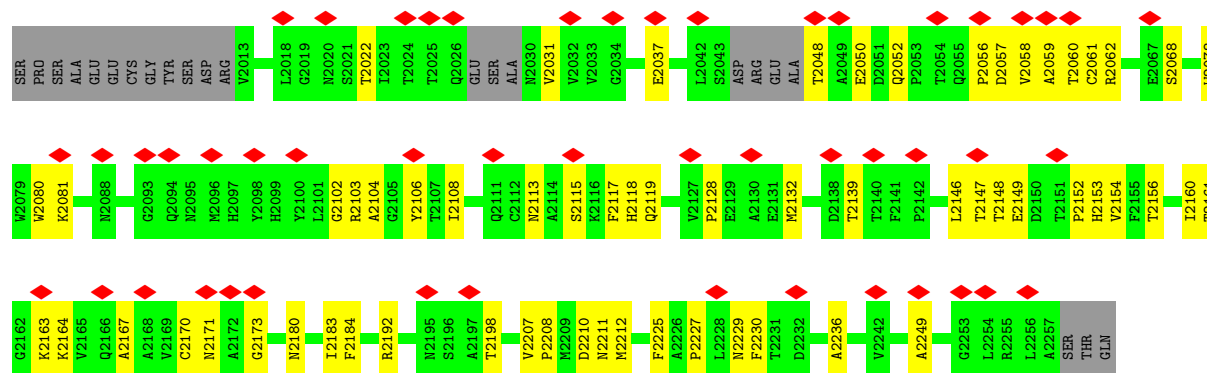 SER PRO SER ALA GLU GLU CYS GLY TYR SER ASP ARG V2013 L2018 G2019 N2020 S2021 T2022 I2023 T2024 T2025 Q2026 GLU SER ALA N2030 V2031 V2032 V2033 G2034 E2037 L2042 S2043 ASP ARG GLU ALA T2048 A2049 E2050 D2051 Q2052 P2053 T2054 Q2055 P2056 D2057 V2058 A2059 T2060 C2061 R2062 E2067 S2068
W2079 W2080 K2081 N2088 G2093 Q2094 N2095 M2096 H2097 Y2098 H2099 Y2100 L2101 G2102 R2103 A2104 G2105 Y2106 T2107 I2108 Q2111 C2112 N2113 A2114 S2115 K2116 F2117 H2118 Q2119 V2127 P2128 E2129 A2130 E2131 M2132 D2138 T2139 T2140 F2141 P2142 L2146 T2147 T2148 E2149 D2150 T2151 P2152 H2153 V2154 F2155 T2156 I2160
G2162 K2163 K2164 V2165 Q2166 A2167 A2168 V2169 C2170 N2171 A2172 G2173 N2180 I2183 F2184 R2192 N2195 S2196 A2197 T2198 V2207 P2208 M2209 D2210 N2211 M2212 F2225 A2226 P2227 L2228 N2229 F2230 T2231 D2232 A2236 V2242 A2249 G2253 L2254 R2255 L2256 A2257 SER THR GLN